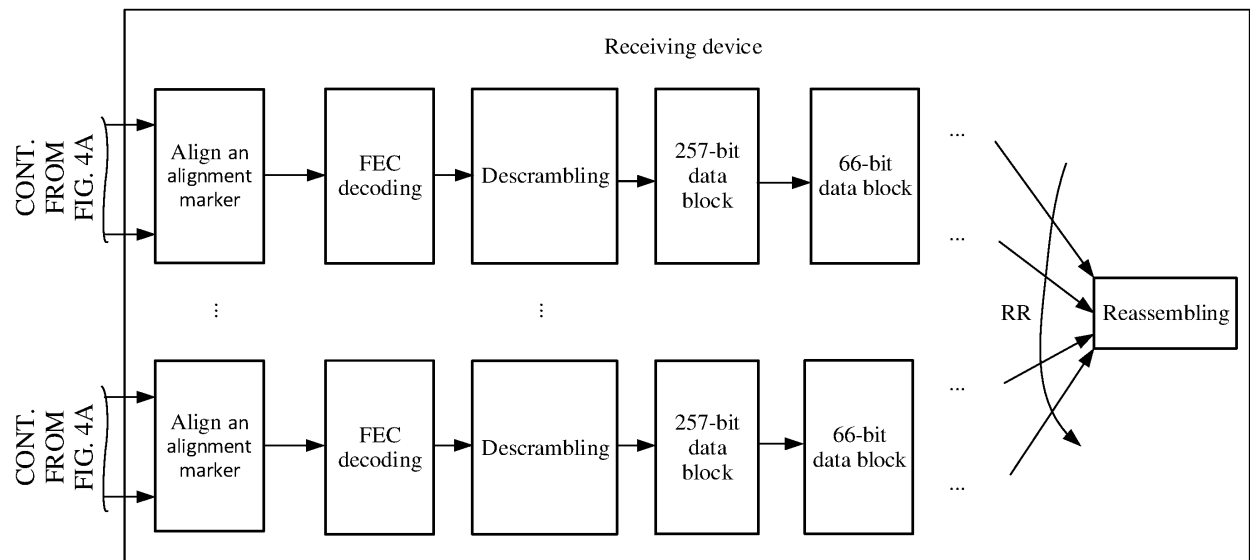 Receiving device
CONT.
FROM
FIG. 4A
Align an
alignment
marker
FEC
decoding
Descrambling
257-bit
data
block
66-bit
data block
...
...
...
...
RR
Reassembling
CONT.
FROM
FIG. 4A
Align an
alignment
marker
FEC
decoding
Descrambling
257-bit
data
block
66-bit
data block
...
...